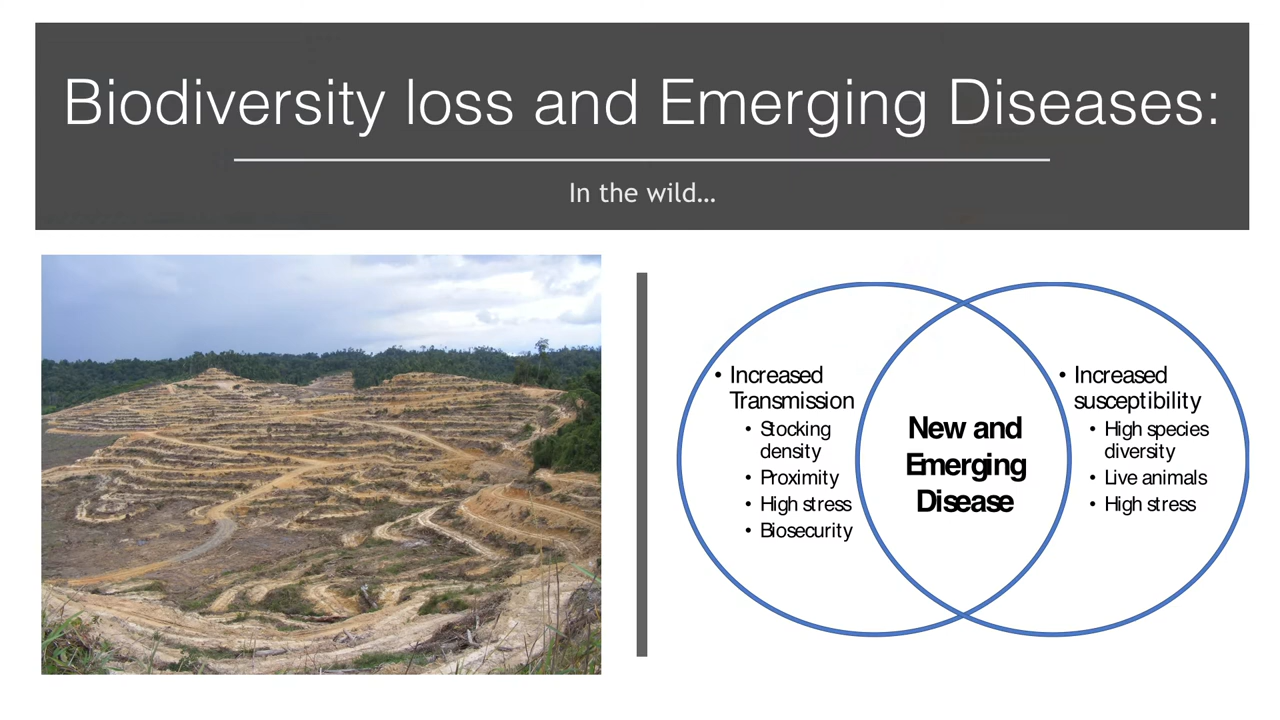 Biodiversity loss and Emerging Diseases:
In the wild...
• Increased
Transmission
• Stocking
density
• Proximity
• High stress
• Biosecurity
New and
Emerging
Disease
• Increased
susceptibility
• High species
diversity
• Live animals
• High stress